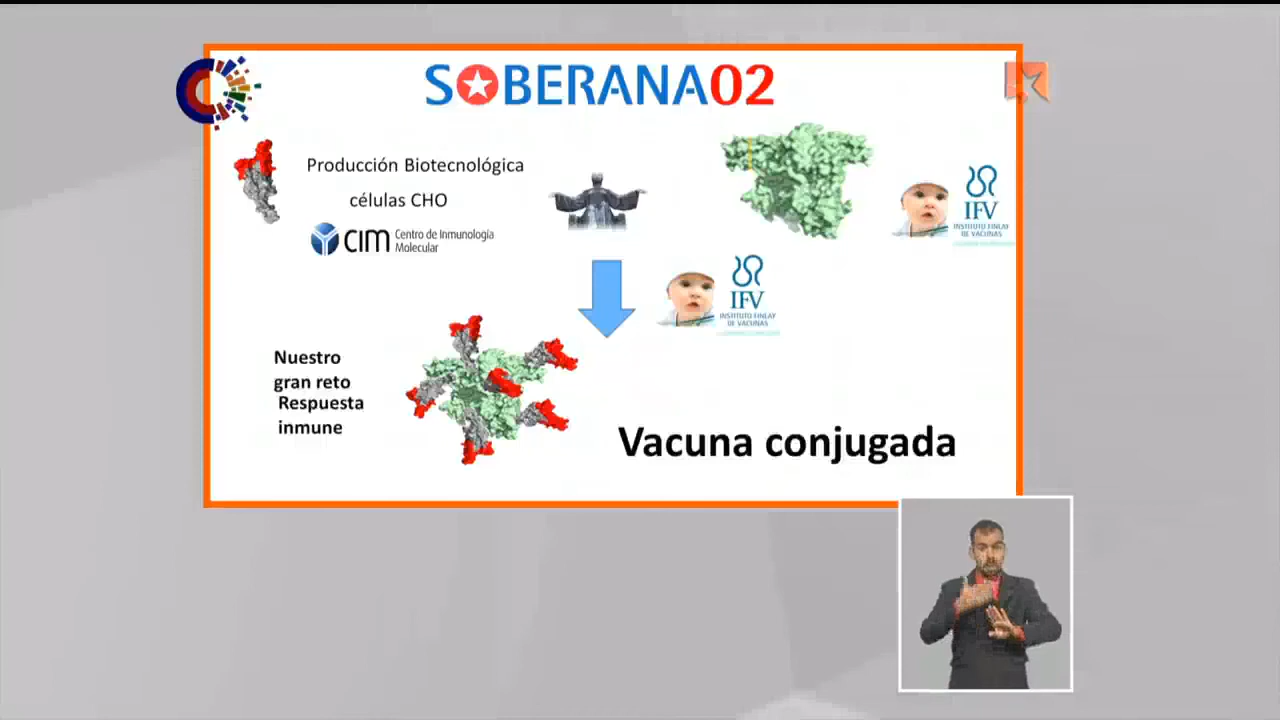 SOBERANA02
Producción Biotecnológica
células CHO
CIM Centro de Inmunología
Molecular
IFV
INSTITUTO FINLAY
DE VACUNAS
IFV
INSTITUTO FINLAY
DE VACUNAS
Nuestro
gran reto
Respuesta
inmune
Vacuna conjugada